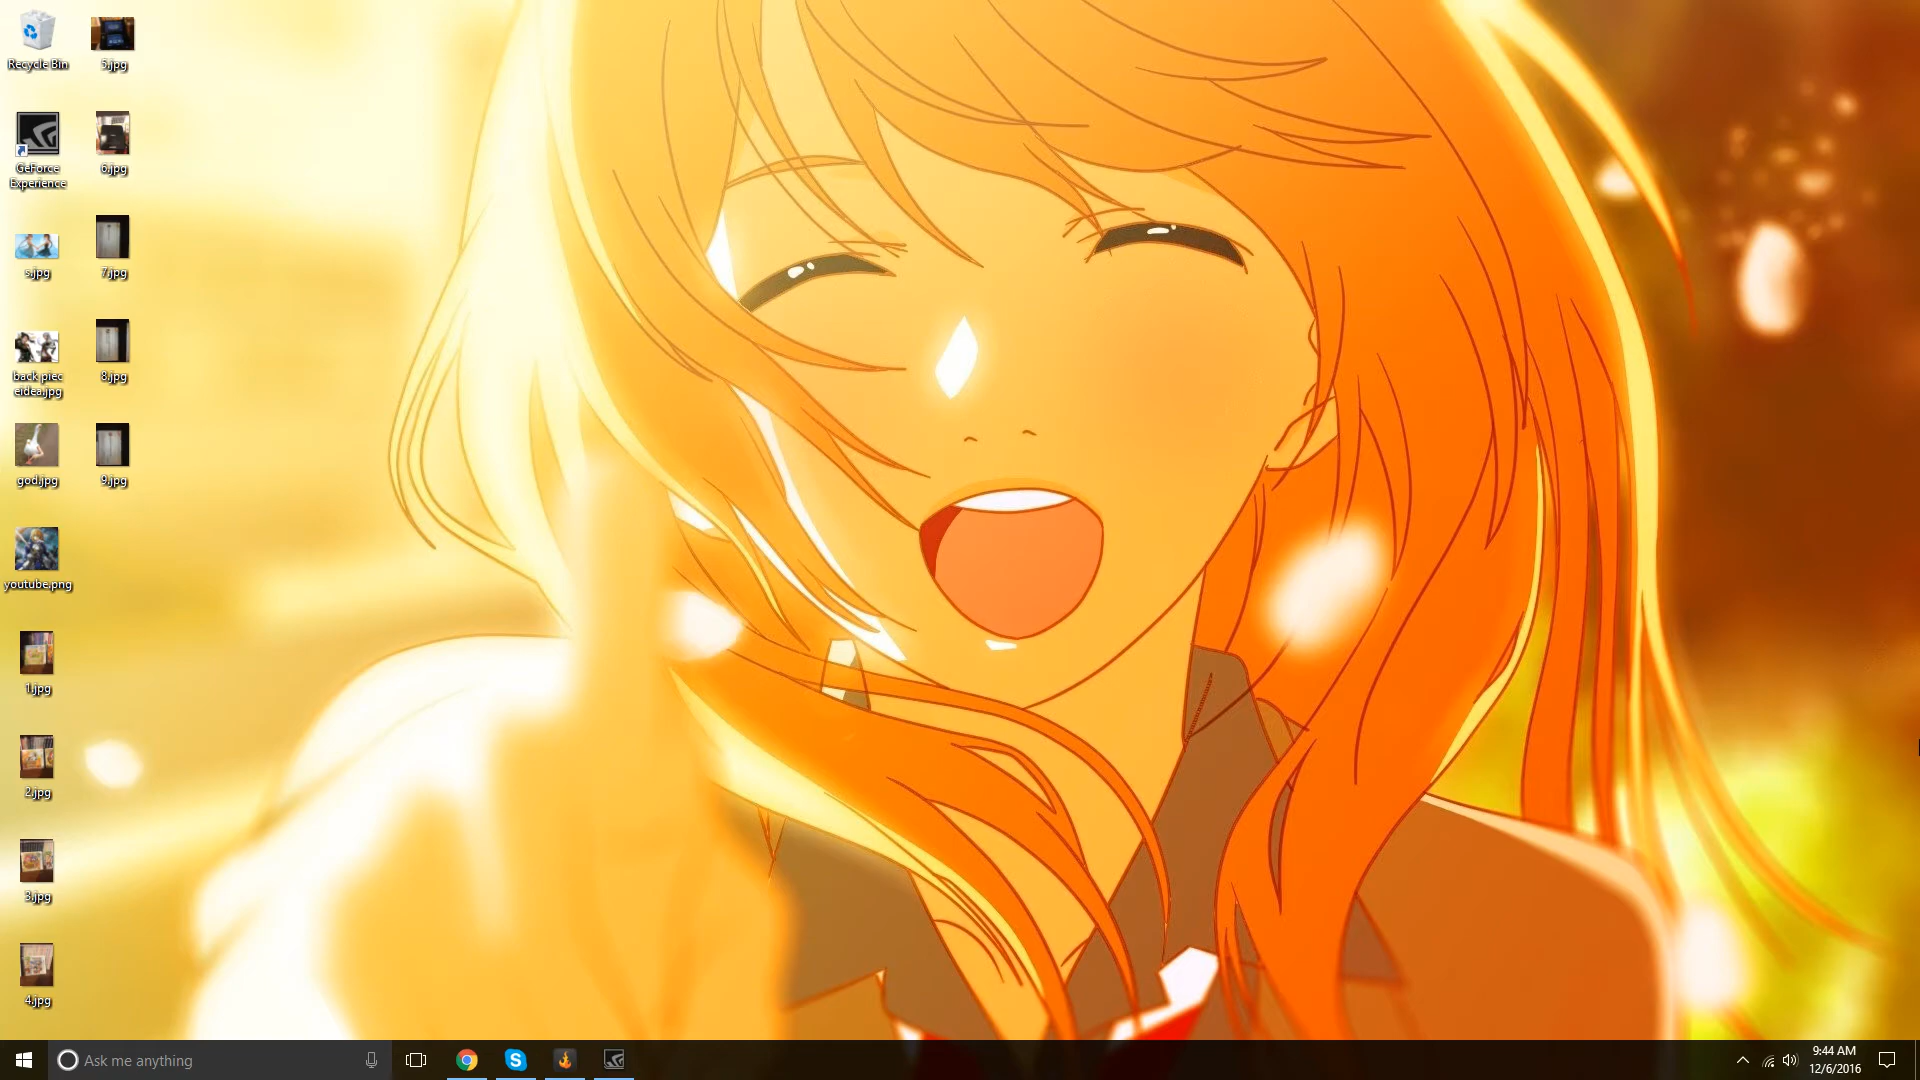 Recycle Bin
5.jpg
GeForce
Experience
6.jpg
s.jpg
7.jpg
back piec
eidea.jpg
8.jpg
god.jpg
9.jpg
youtube.png
1.jpg
2.jpg
3.jpg
4.jpg
Ask me anything
9:44 AM
12/6/2016